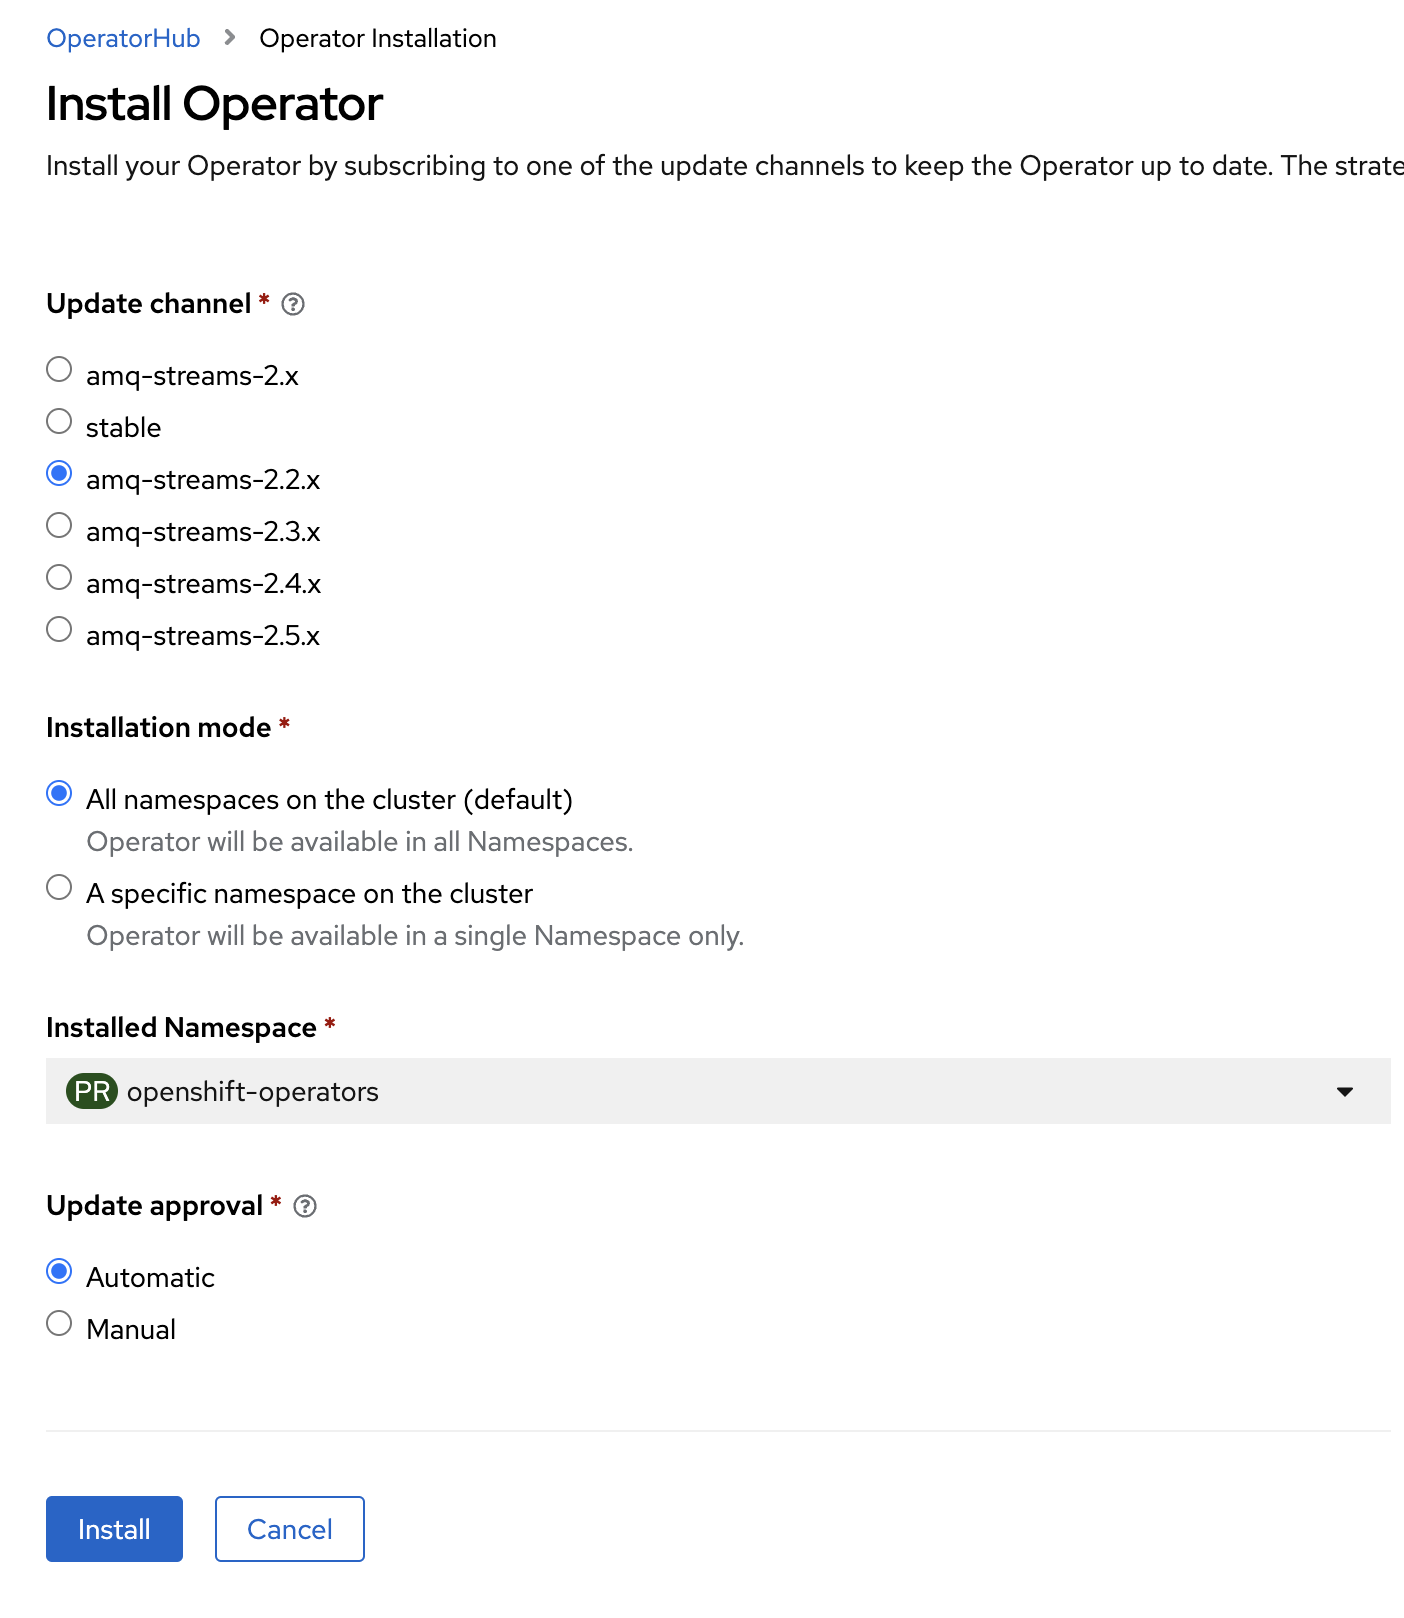 OperatorHub > Operator Installation
Install Operator
Install your Operator by subscribing to one of the update channels to keep the Operator up to date. The strate
Update channel *
amq-streams-2.x
stable
amq-streams-2.2.x
amq-streams-2.3.x
amq-streams-2.4.x
amq-streams-2.5.x
Installation mode *
All namespaces on the cluster (default)
Operator will be available in all Namespaces.
A specific namespace on the cluster
Operator will be available in a single Namespace only.
Installed Namespace *
PR openshift-operators
Update approval *
Automatic
Manual
Install Cancel